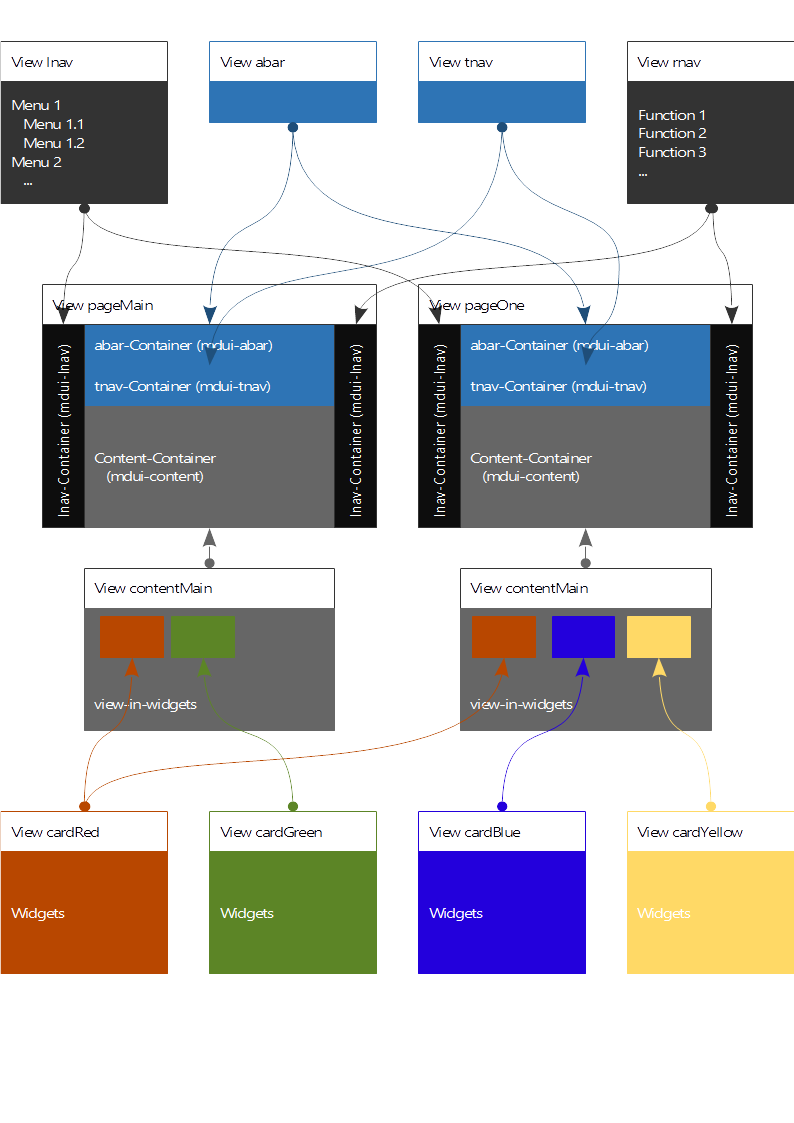 View lnav
View abar
View tnav
View rnav
Menu 1
Menu 1.1
Menu 1.2
Menu 2
...
Function 1
Function 2
Function 3
...
View pageMain
View pageOne
lnav-Container (mdui-lnav)
abar-Container (mdui-abar)
tnav-Container (mdui-tnav)
Content-Container
(mdui-content)
lnav-Container (mdui-lnav)
lnav-Container (mdui-lnav)
abar-Container (mdui-abar)
tnav-Container (mdui-tnav)
Content-Container
(mdui-content)
lnav-Container (mdui-lnav)
View contentMain
View contentMain
view-in-widgets
view-in-widgets
View cardRed
View cardGreen
View cardBlue
View cardYellow
Widgets
Widgets
Widgets
Widgets